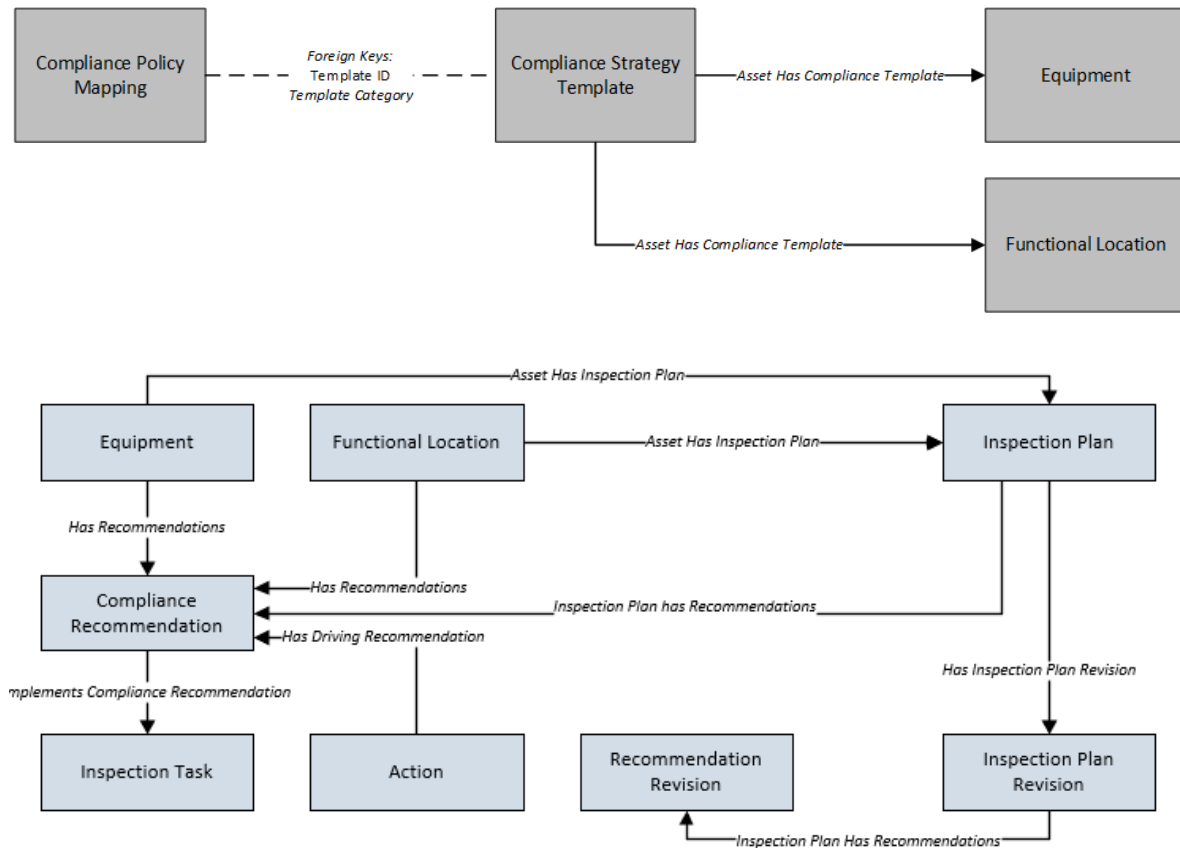 Compliance Policy
Mapping
Foreign Keys:
Template ID
Template Category
Compliance Strategy
Template
Asset Has Compliance Template
Equipment
Asset Has Compliance Template
Functional Location
Asset Has Inspection Plan
Equipment
Functional Location
Asset Has Inspection Plan
Inspection Plan
Has Recommendations
Compliance
Recommendation
Has Recommendations
Inspection Plan has Recommendations
Has Driving Recommendation
Has Inspection Plan Revision
mplements Compliance Recommendation
Inspection Task
Action
Recommendation
Revision
Inspection Plan
Revision
Inspection Plan Has Recommendations